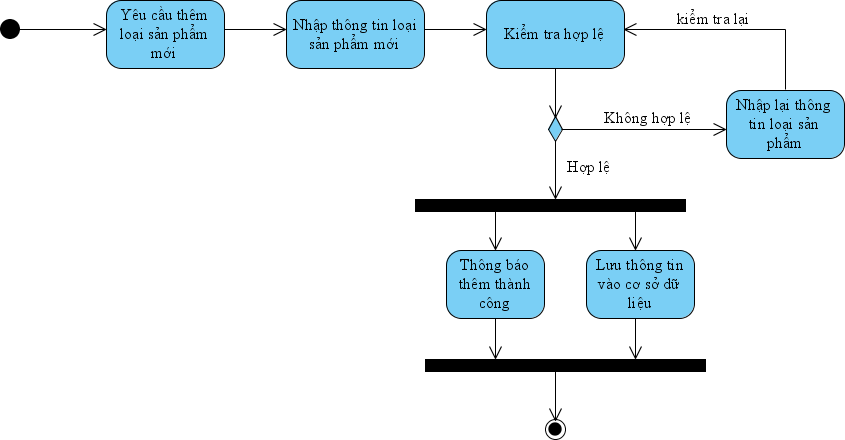 Yêu cầu thêm
loại sản phẩm
mới
Nhập thông tin loại
sản phẩm mới
Kiểm tra hợp lệ
kiểm tra lại
Không hợp lệ
Nhập lại thông
tin loại sản
phẩm
Hợp lệ
Thông báo
thêm thành
công
Lưu thông tin
vào cơ sở dữ
liệu